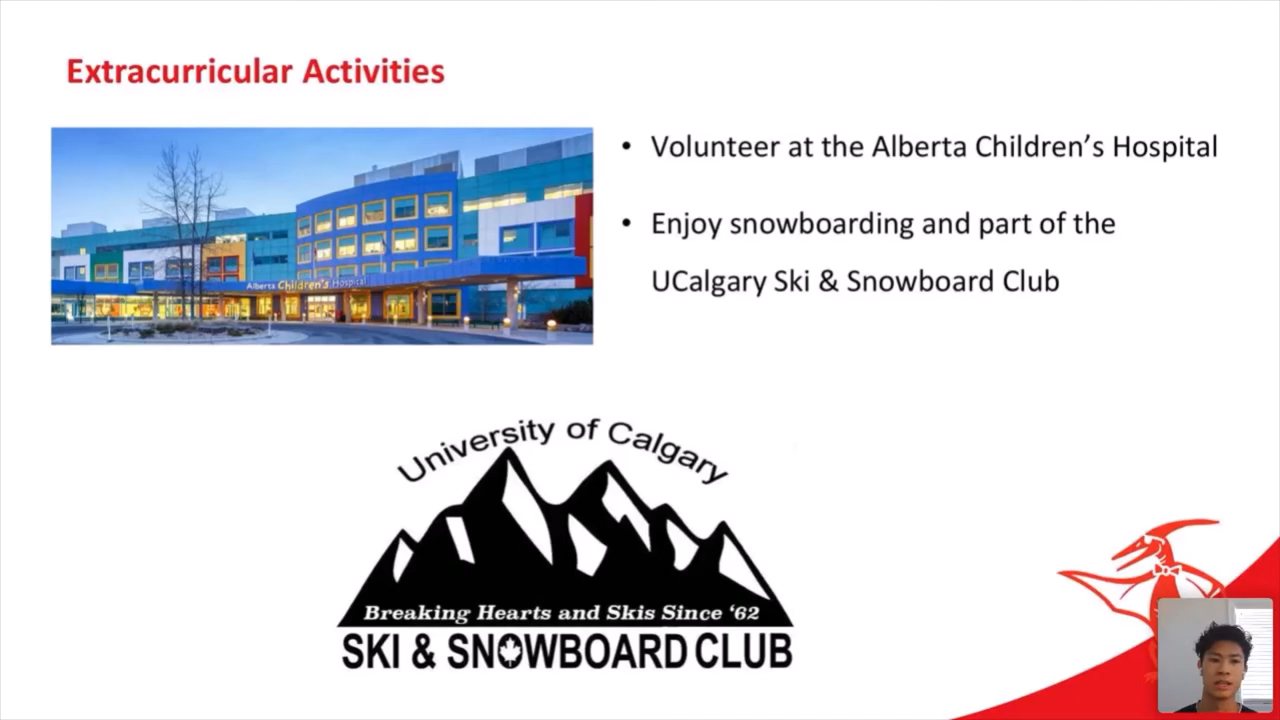 Extracurricular Activities
Alberta Children's Hospital
• Volunteer at the Alberta Children’s Hospital
• Enjoy snowboarding and part of the
UCalgary Ski & Snowboard Club
University of Calgary
Breaking Hearts and Skis Since ‘62
SKI & SNOWBOARD CLUB